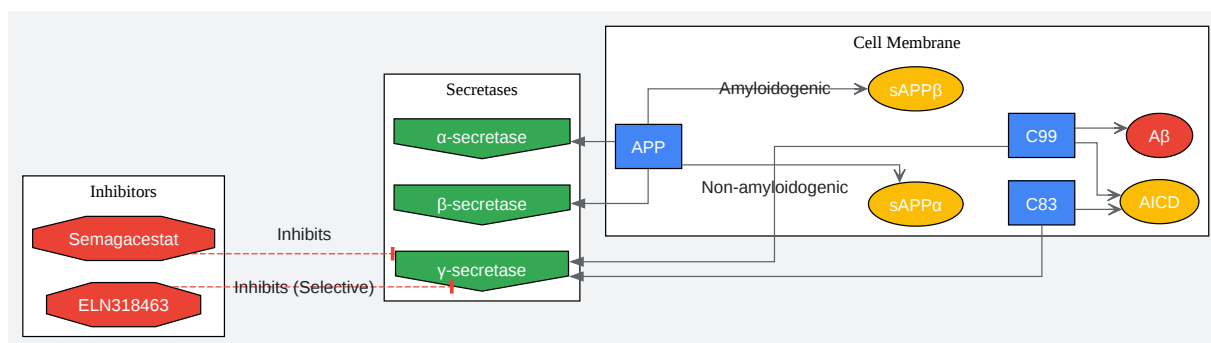 Cell Membrane
Amyloidogenic
sAPPβ
Secretases
α-secretase
APP
C99
Aβ
Inhibitors
Non-amyloidogenic
β-secretase
sAPPα
C83
AICD
Semagacestat
Inhibits
γ-secretase
Inhibits (Selective)
ELN318463